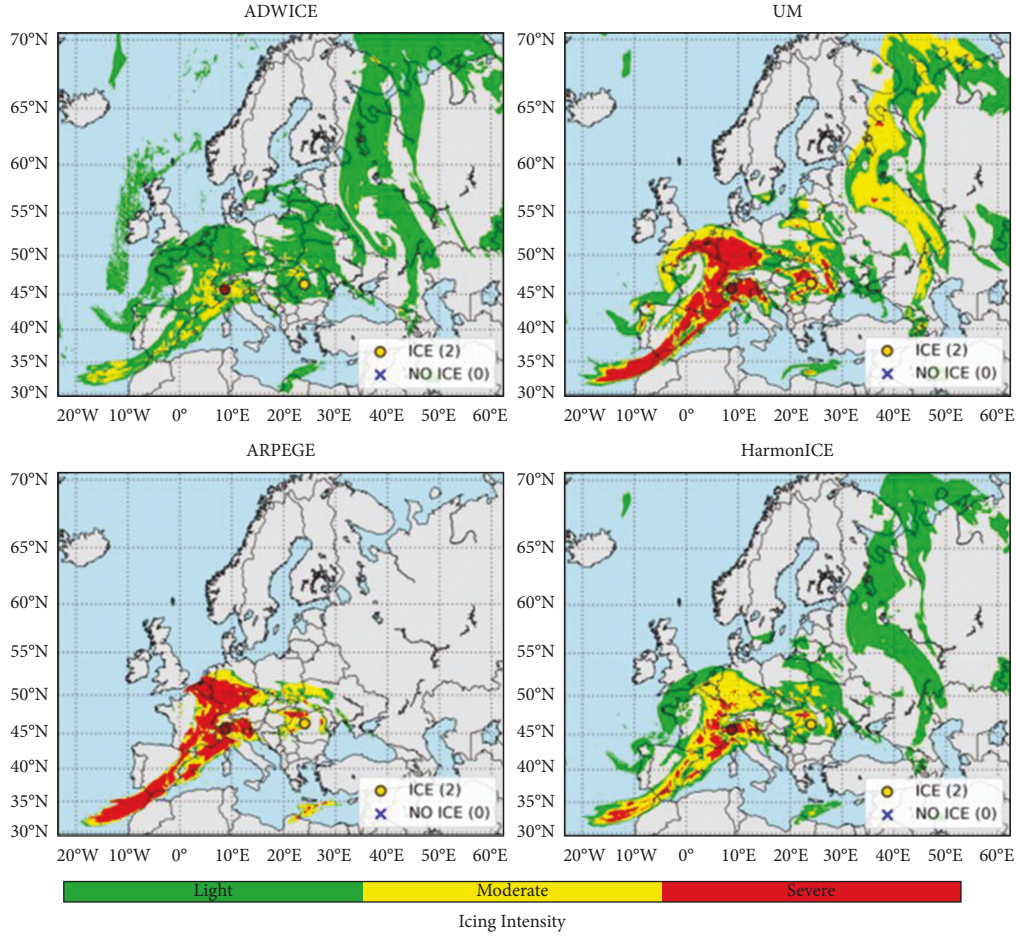 ADWICE
70°N
65°N
60°N
55°N
50°N
45°N
40°N
35°N
30°N
20°W 10°W 0° 10°E 20°E 30°E 40°E 50°E 60°E
ICE (2)
NO ICE (0)
UM
70°N
65°N
60°N
55°N
50°N
45°N
40°N
35°N
30°N
20°W 10°W 0° 10°E 20°E 30°E 40°E 50°E 60°E
ICE (2)
NO ICE (0)
ARPEGE
70°N
65°N
60°N
55°N
50°N
45°N
40°N
35°N
30°N
20°W 10°W 0° 10°E 20°E 30°E 40°E 50°E 60°E
ICE (2)
NO ICE (0)
HarmonICE
70°N
65°N
60°N
55°N
50°N
45°N
40°N
35°N
30°N
20°W 10°W 0° 10°E 20°E 30°E 40°E 50°E 60°E
ICE (2)
NO ICE (0)
Light Moderate Severe
Icing Intensity